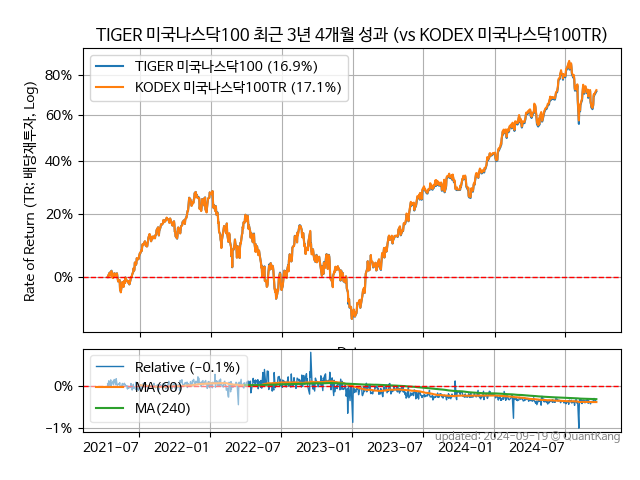 TIGER 미국나스닥100 최근 3년 4개월 성과 (vs KODEX 미국나스닥100TR)
Rate of Return (TR: 배당재투자, Log)
TIGER 미국나스닥100 (16.9%)
KODEX 미국나스닥100TR (17.1%)
80%
60%
40%
20%
0%
Relative (−0.1%)
MA(60)
MA(240)
0%
−1%
2021-07 2022-01 2022-07 2023-01 2023-07 2024-01 2024-07
updated: 2024-09-19 © QuantKang